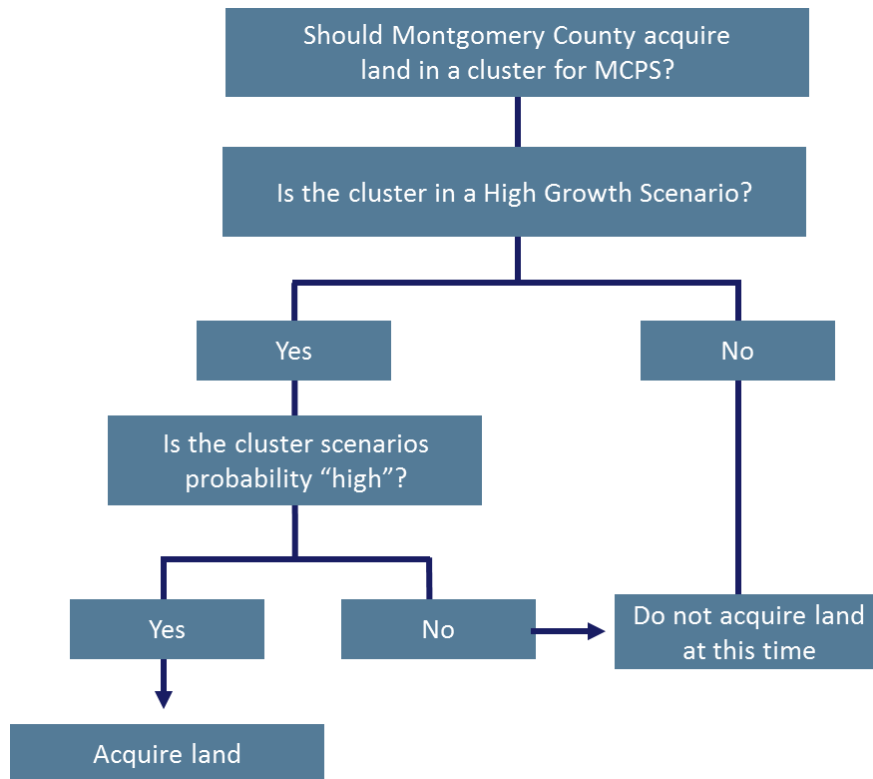 Should Montgomery County acquire
land in a cluster for MCPS?
Is the cluster in a High Growth Scenario?
Yes
No
Is the cluster scenarios
probability “high”?
Yes
No
Do not acquire land
at this time
Acquire land